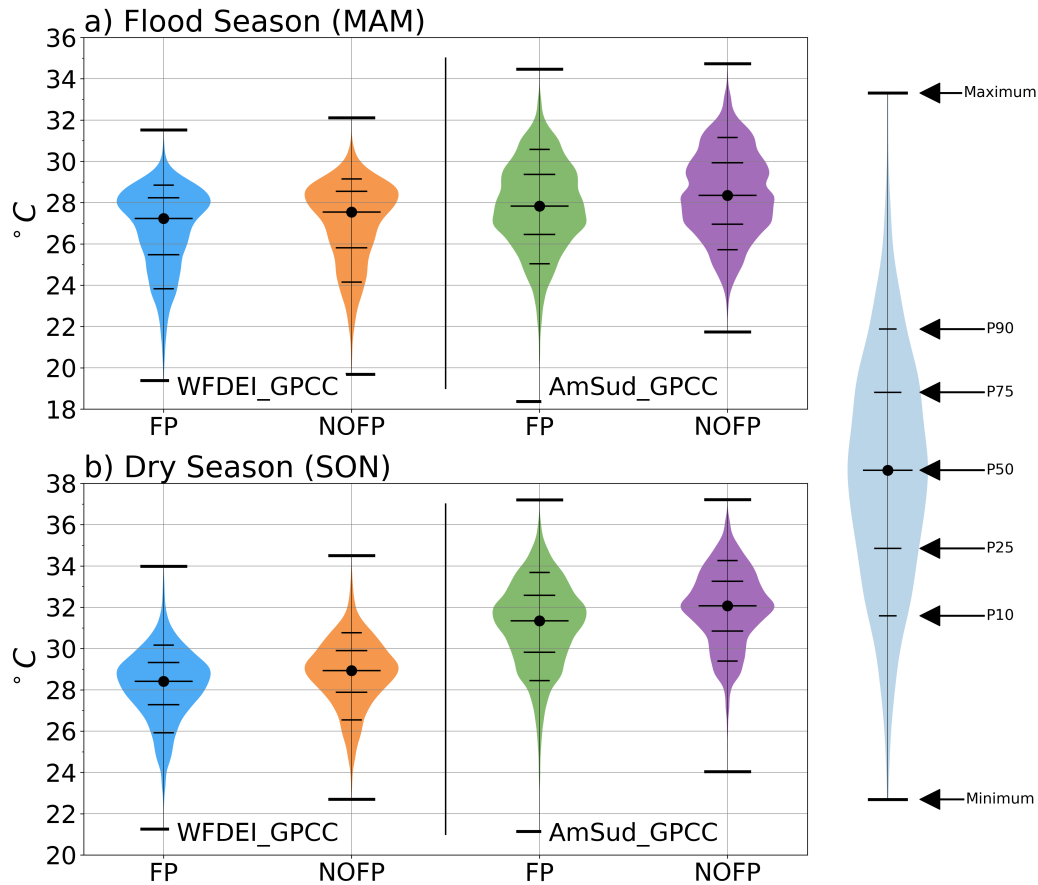 a) Flood Season (MAM)
36
34
32
30
28
26
24
22
20
18
°C
WFDEI_GPCC
AmSud_GPCC
FP
NOFP
FP
NOFP
b) Dry Season (SON)
38
36
34
32
30
28
26
24
22
20
°C
WFDEI_GPCC
AmSud_GPCC
FP
NOFP
FP
NOFP
Maximum
P90
P75
P50
P25
P10
Minimum